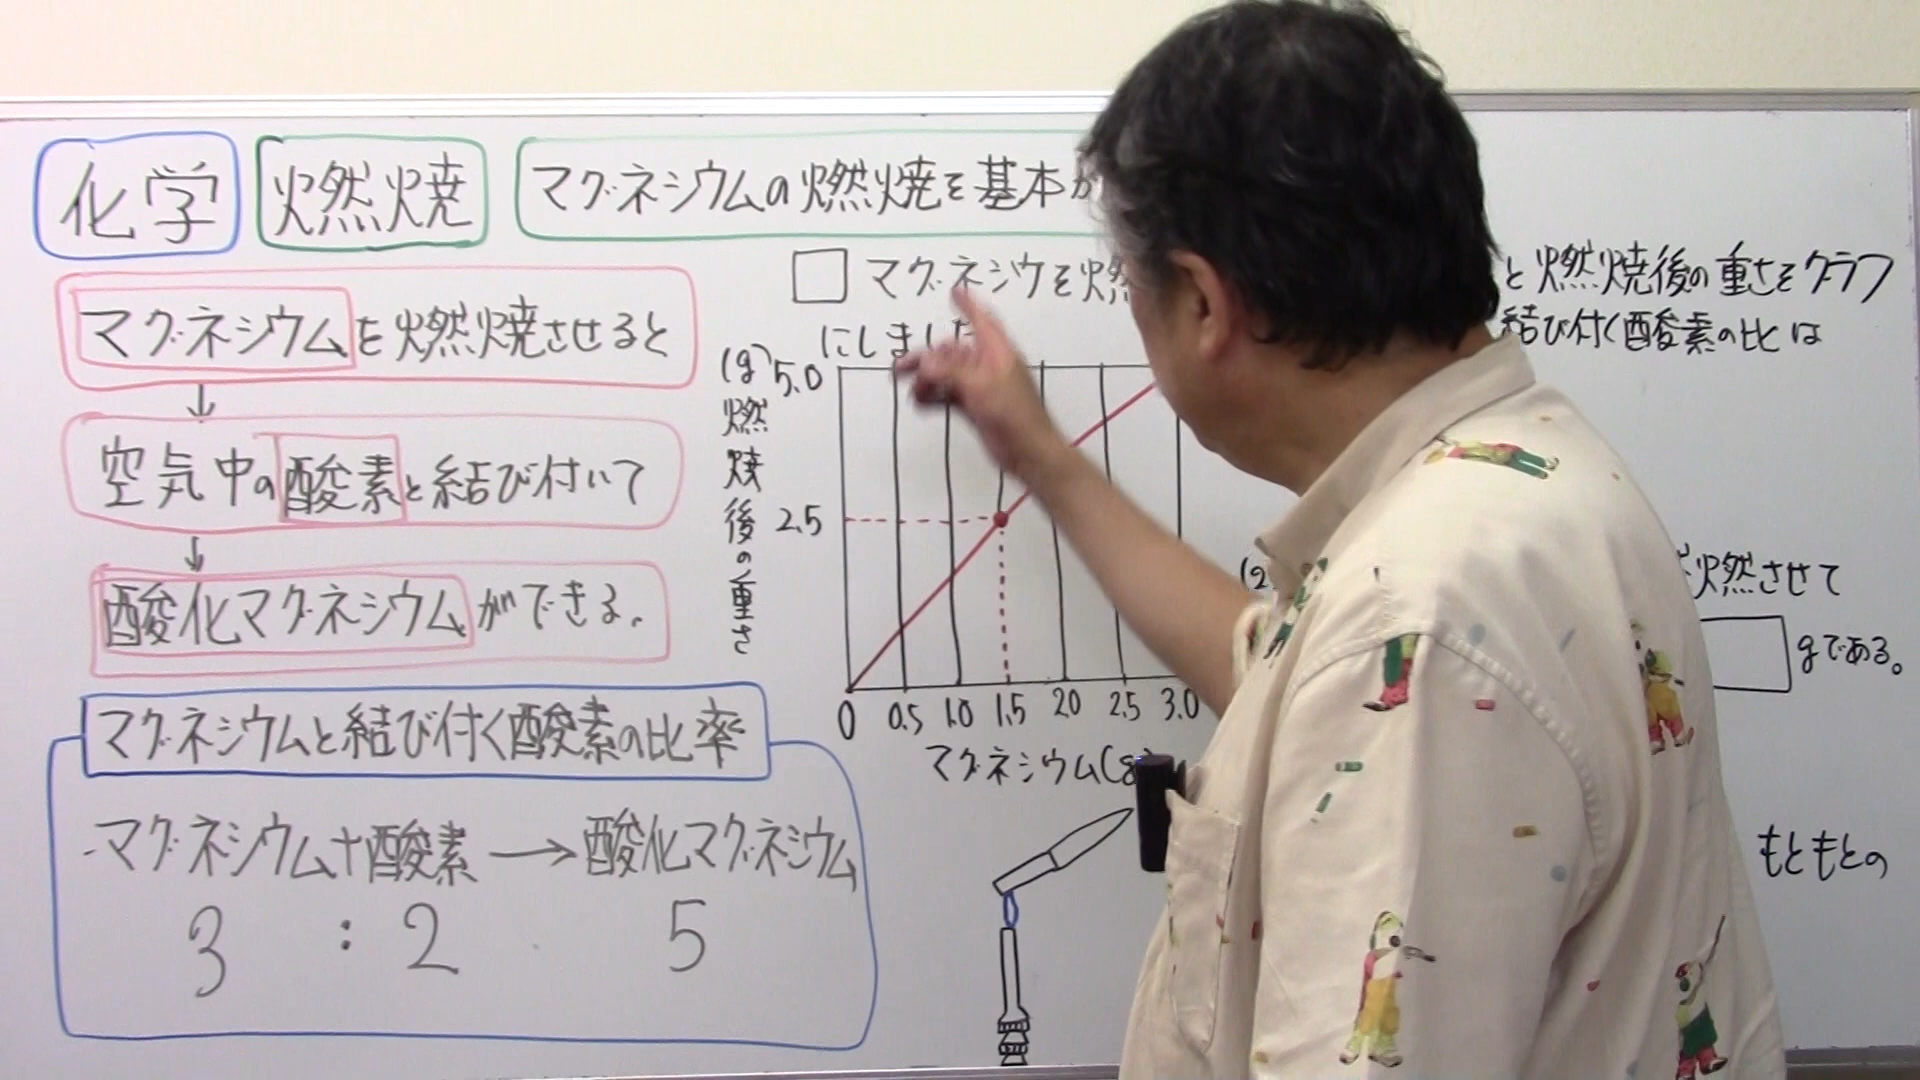 化学 燃焼 マグネシウムの燃焼を基本か
マグネシウムを燃焼させると
↓
空気中の酸素と結び付いて
↓
酸化マグネシウムができる。
マグネシウムと結び付く酸素の比率
マグネシウム+酸素→酸化マグネシウム
3 : 2 5
□ マグネシウを燃
と燃焼後の重さをグラフ
にしました
結び付く酸素の比は
(g)
5.0
2.5
燃焼後の重さ
0 0.5 1.0 1.5 2.0 2.5 3.0
マグネシウム(g)
(2
燃させて
gである。
もともとの